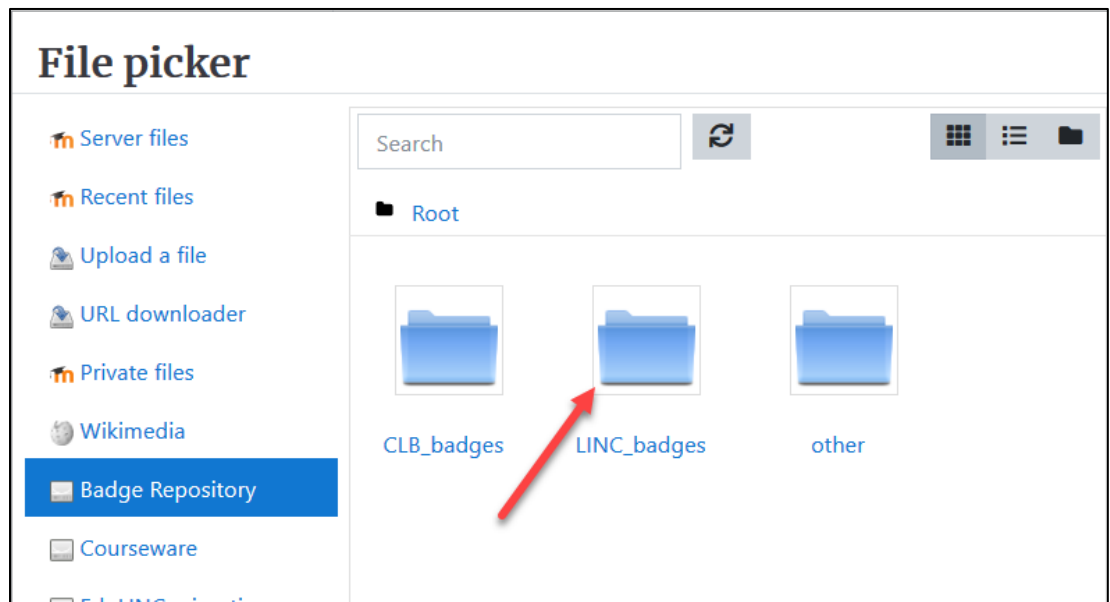 File picker
Server files
Recent files
Upload a file
URL downloader
Private files
Wikimedia
Badge Repository
Courseware
Search
Root
CLB_badges
LINC_badges
other